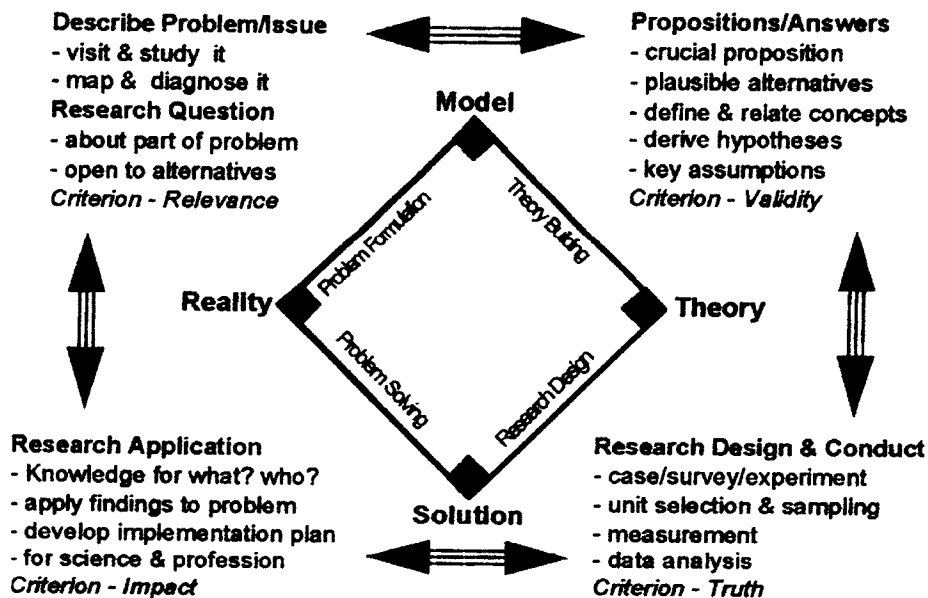 Describe Problem/Issue
- visit & study it
- map & diagnose it
Research Question
- about part of problem
- open to alternatives
Criterion - Relevance
Propositions/Answers
- crucial proposition
- plausible alternatives
- define & relate concepts
- derive hypotheses
- key assumptions
Criterion - Validity
Model
Problem Formulation
Theory Building
Reality
Theory
Problem Solving
Research Design
Solution
Research Application
- Knowledge for what? who?
- apply findings to problem
- develop implementation plan
- for science & profession
Criterion - Impact
Research Design & Conduct
- case/survey/experiment
- unit selection & sampling
- measurement
- data analysis
Criterion - Truth